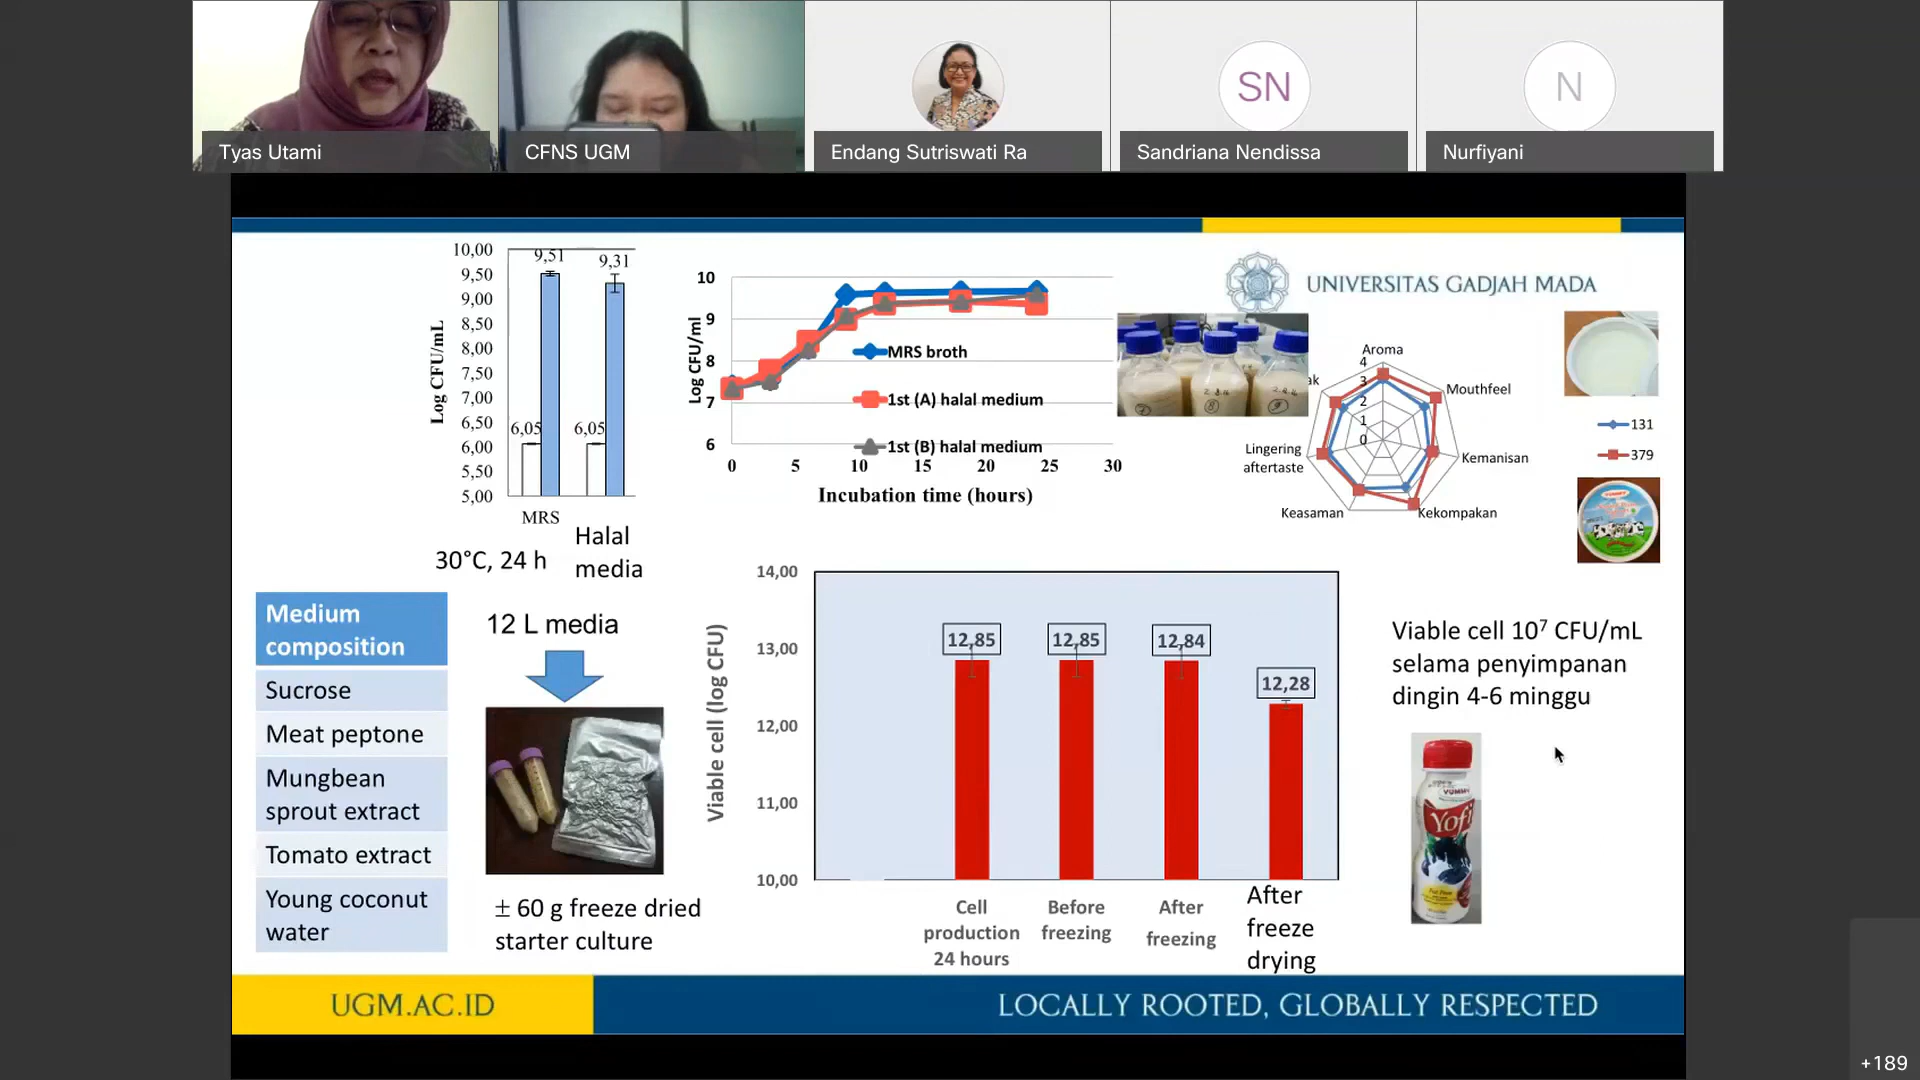 Tyas Utami
CFNS UGM
Endang Sutriswati Ra
SN
Sandriana Nendissa
N
Nurfiyani
UNIVERSITAS GADJAH MADA
Log CFU/mL
10,00
9,50
9,00
8,50
8,00
7,50
7,00
6,50
6,00
5,50
5,00
9,51
9,31
6,05
6,05
MRS
Halal
media
30°C, 24 h
Log CFU/ml
10
9
8
7
6
MRS broth
1st (A) halal medium
1st (B) halal medium
0 5 10 15 20 25 30
Incubation time (hours)
Aroma
4
3
2
1
0
ak
Mouthfeel
Lingering
aftertaste
Kemanisan
Keasaman
Kekompakan
131
379
Medium
composition
Sucrose
Meat peptone
Mungbean
sprout extract
Tomato extract
Young coconut
water
12 L media
± 60 g freeze dried
starter culture
Viable cell (log CFU)
14,00
13,00
12,00
11,00
10,00
12,85
12,85
12,84
12,28
Cell
production
24 hours
Before
freezing
After
freezing
After
freeze
drying
Viable cell 10⁷ CFU/mL
selama penyimpanan
dingin 4-6 minggu
YUMMY
Yofi
UGM.AC.ID
LOCALLY ROOTED, GLOBALLY RESPECTED
+189